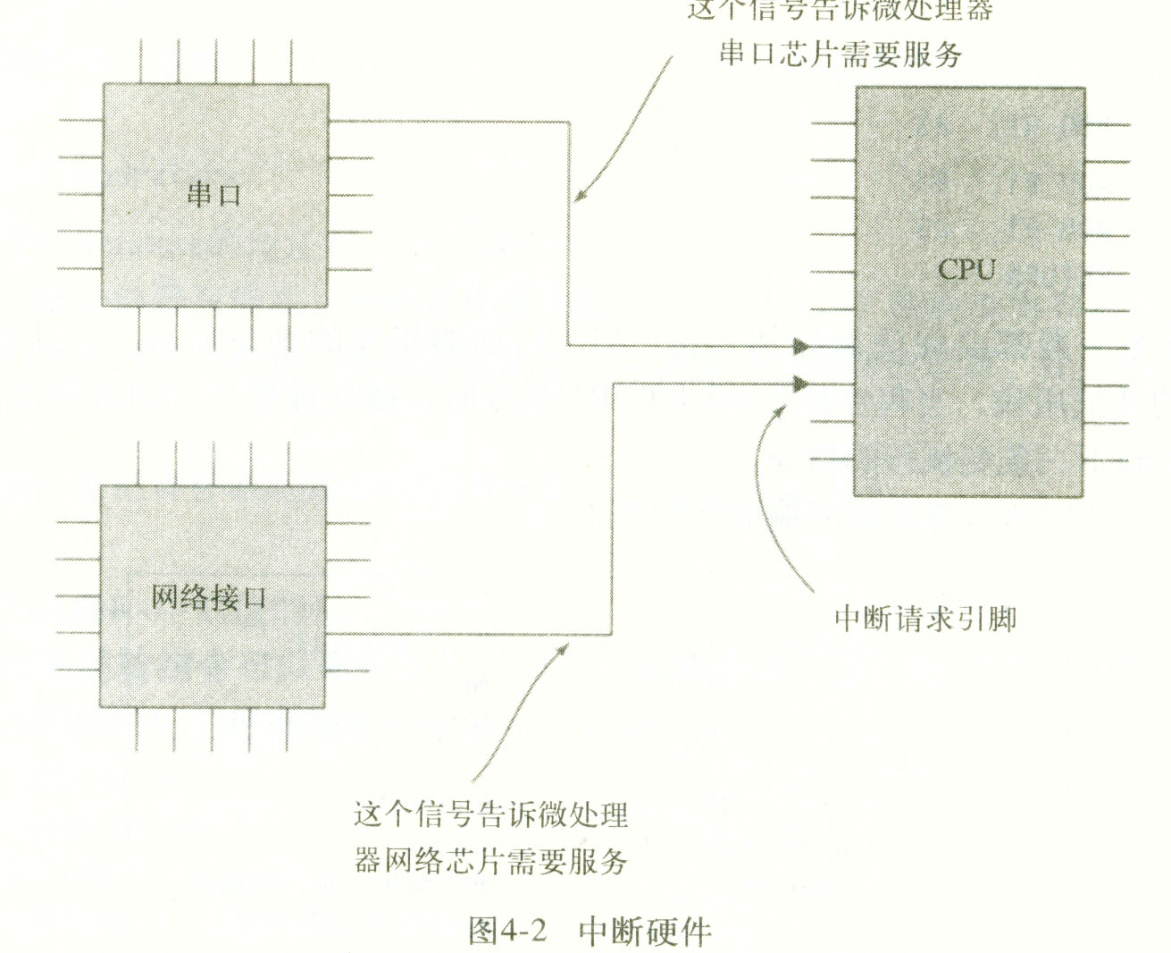 这个信号告诉微处理器
串口芯片需要服务
串口
CPU
网络接口
中断请求引脚
这个信号告诉微处理
器网络芯片需要服务
图4-2 中断硬件